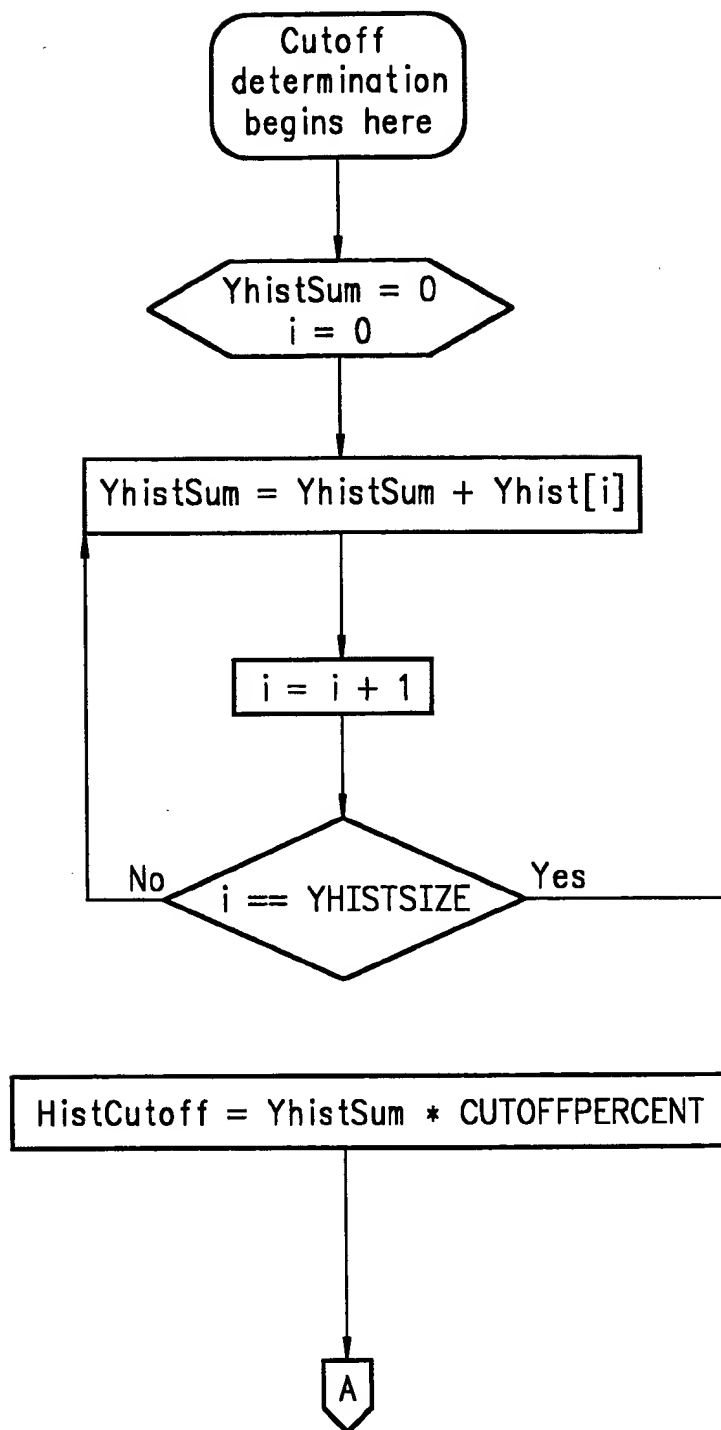 Cutoff
determination
begins here
YhistSum = 0
i = 0
YhistSum = YhistSum + Yhist[i]
i = i + 1
No
i == YHISTSIZE
Yes
HistCutoff = YhistSum * CUTOFFPERCENT
A